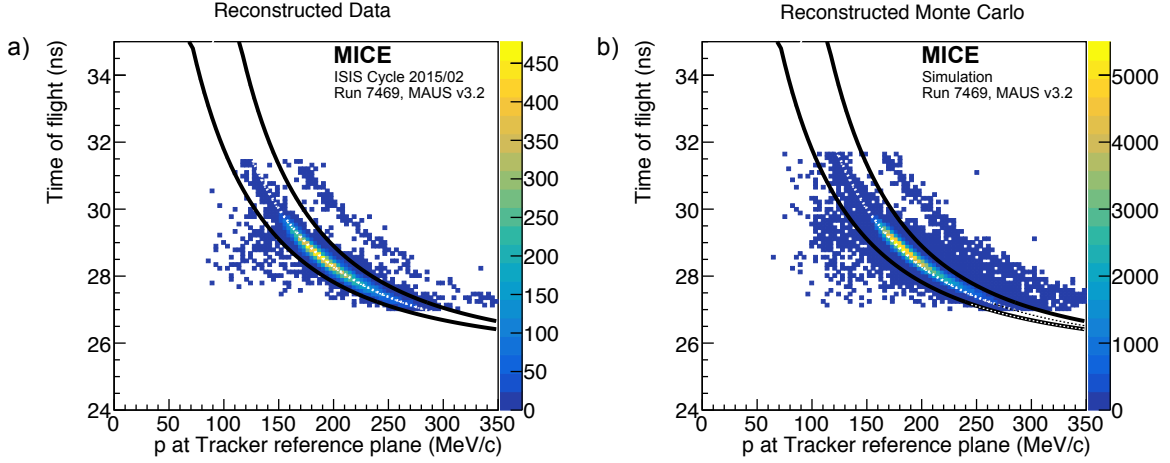 Reconstructed Data
a)
MICE
ISIS Cycle 2015/02
Run 7469, MAUS v3.2
Time of flight (ns)
34
32
30
28
26
24
0 50 100 150 200 250 300 350
p at Tracker reference plane (MeV/c)
450
400
350
300
250
200
150
100
50
0
Reconstructed Monte Carlo
b)
MICE
Simulation
Run 7469, MAUS v3.2
Time of flight (ns)
34
32
30
28
26
24
0 50 100 150 200 250 300 350
p at Tracker reference plane (MeV/c)
5000
4000
3000
2000
1000
0